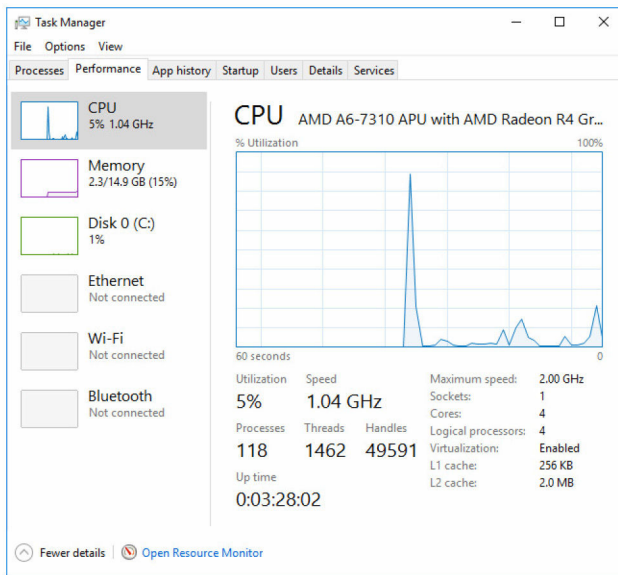 Task Manager
File Options View
Processes Performance App history Startup Users Details Services
CPU
5% 1.04 GHz
Memory
2.3/14.9 GB (15%)
Disk 0 (C:)
1%
Ethernet
Not connected
Wi-Fi
Not connected
Bluetooth
Not connected
CPU AMD A6-7310 APU with AMD Radeon R4 Gr...
% Utilization 100%
60 seconds 0
Utilization Speed
5% 1.04 GHz
Processes Threads Handles
118 1462 49591
Up time
0:03:28:02
Maximum speed: 2.00 GHz
Sockets: 1
Cores: 4
Logical processors: 4
Virtualization: Enabled
L1 cache: 256 KB
L2 cache: 2.0 MB
Fewer details Open Resource Monitor